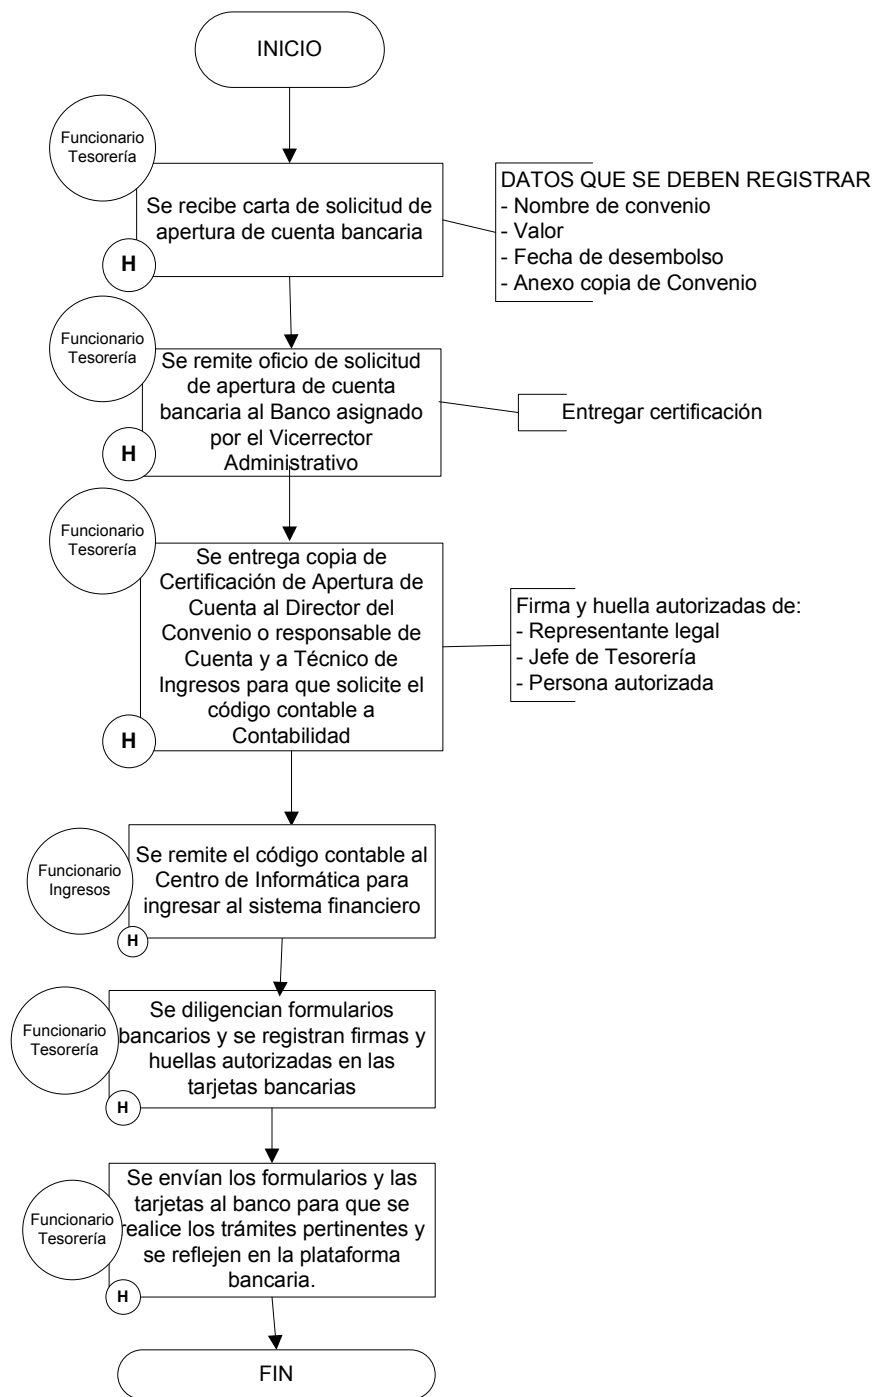 INICIO
Funcionario
Tesorería
Se recibe carta de solicitud de
apertura de cuenta bancaria
H
DATOS QUE SE DEBEN REGISTRAR
- Nombre de convenio
- Valor
- Fecha de desembolso
- Anexo copia de Convenio
Funcionario
Tesorería
Se remite oficio de solicitud
de apertura de cuenta
bancaria al Banco asignado
por el Vicerrector
Administrativo
H
Entregar certificación
Funcionario
Tesorería
Se entrega copia de
Certificación de Apertura de
Cuenta al Director del
Convenio o responsable de
Cuenta y a Técnico de
Ingresos para que solicite el
código contable a
Contabilidad
H
Firma y huella autorizadas de:
- Representante legal
- Jefe de Tesorería
- Persona autorizada
Funcionario
Ingresos
Se remite el código contable al
Centro de Informática para
ingresar al sistema financiero
H
Funcionario
Tesorería
Se diligencian formularios
bancarios y se registran firmas y
huellas autorizadas en las
tarjetas bancarias
H
Funcionario
Tesorería
Se envían los formularios y las
tarjetas al banco para que se
realice los trámites pertinentes y
se reflejen en la plataforma
bancaria.
H
FIN